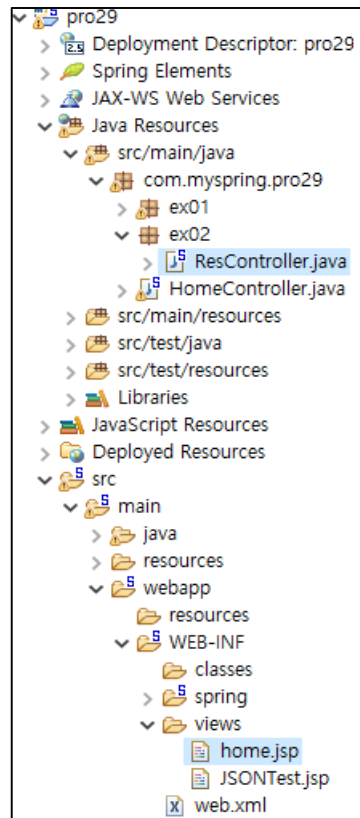 pro29
Deployment Descriptor: pro29
Spring Elements
JAX-WS Web Services
Java Resources
src/main/java
com.myspring.pro29
ex01
ex02
ResController.java
HomeController.java
src/main/resources
src/test/java
src/test/resources
Libraries
JavaScript Resources
Deployed Resources
src
main
java
resources
webapp
resources
WEB-INF
classes
spring
views
home.jsp
JSONTest.jsp
web.xml